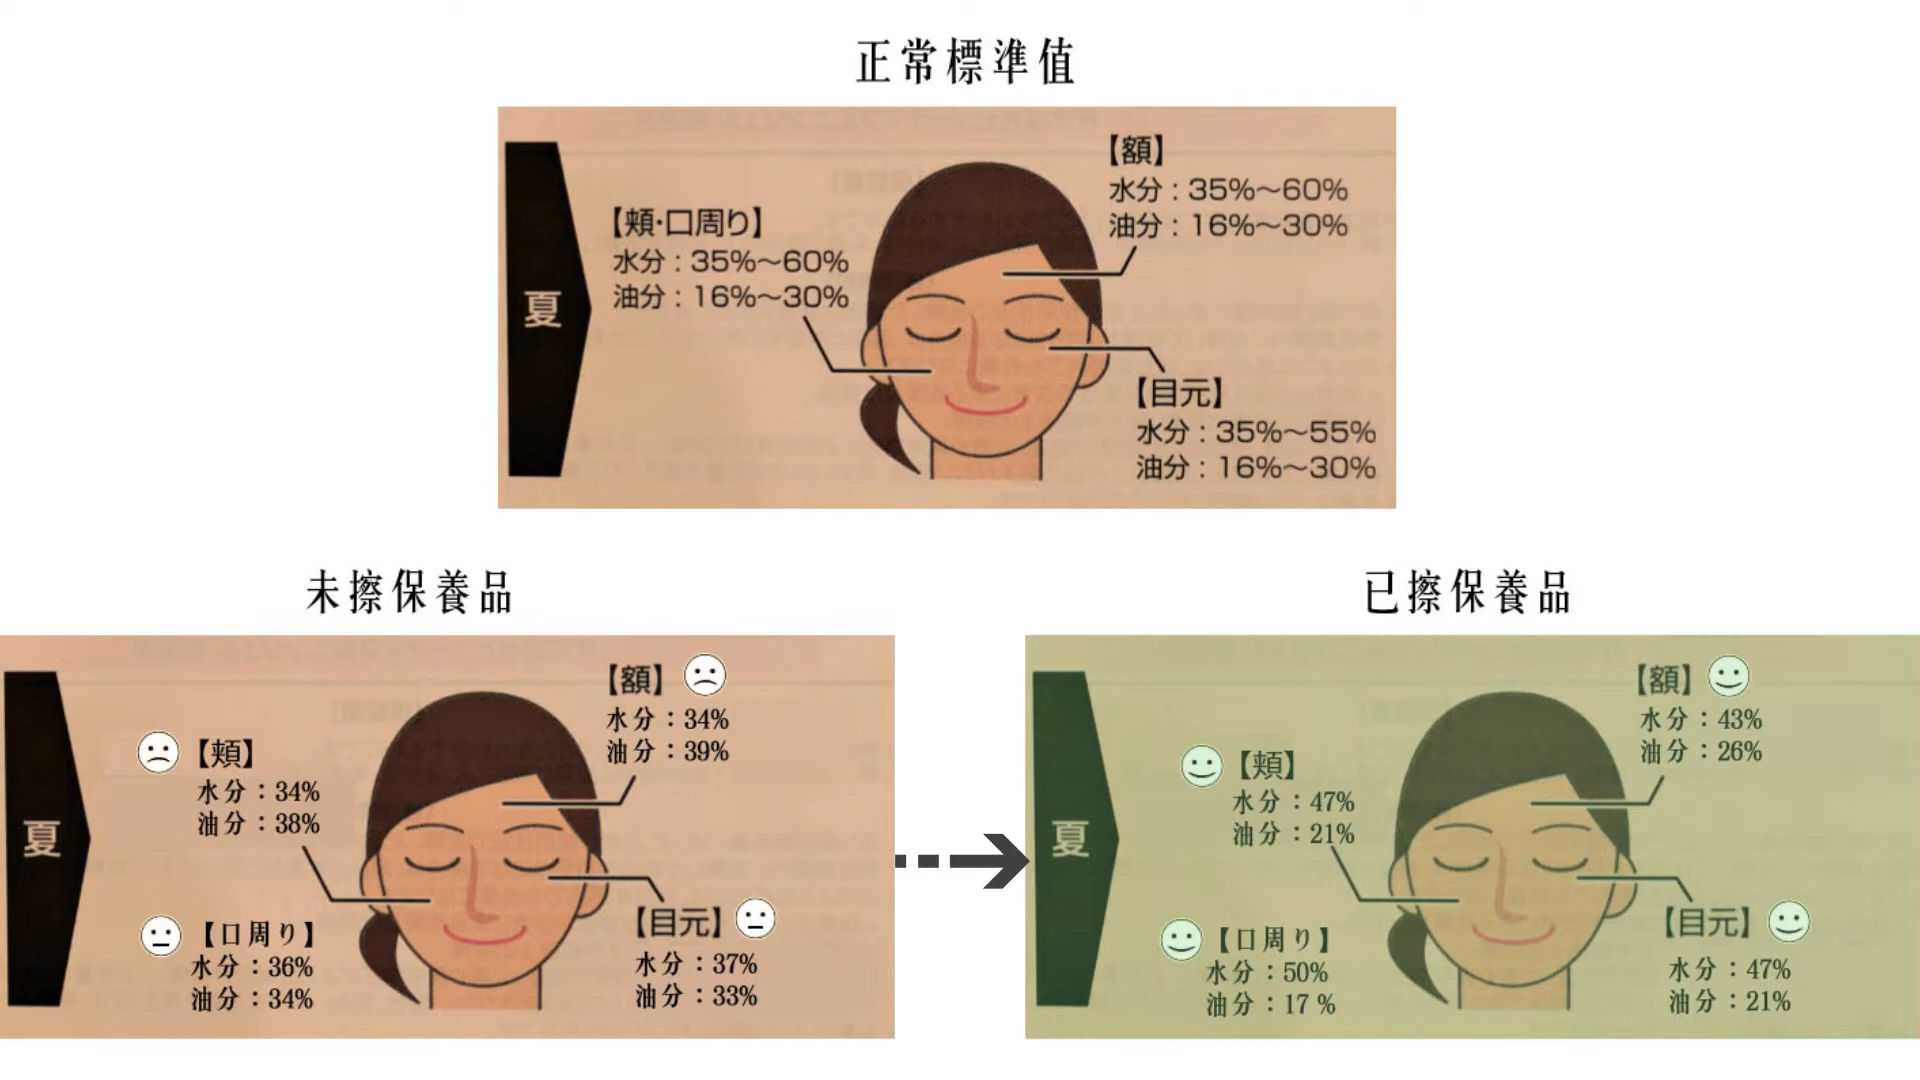 正常標準值
夏
【頬・口周り】
水分:35%~60%
油分:16%~30%
【額】
水分:35%~60%
油分:16%~30%
【目元】
水分:35%~55%
油分:16%~30%
未擦保養品
夏
【額】
水分:34%
油分:39%
【頬】
水分:34%
油分:38%
【口周り】
水分:36%
油分:34%
【目元】
水分:37%
油分:33%
已擦保養品
夏
【額】
水分:43%
油分:26%
【頬】
水分:47%
油分:21%
【口周り】
水分:50%
油分:17 %
【目元】
水分:47%
油分:21%